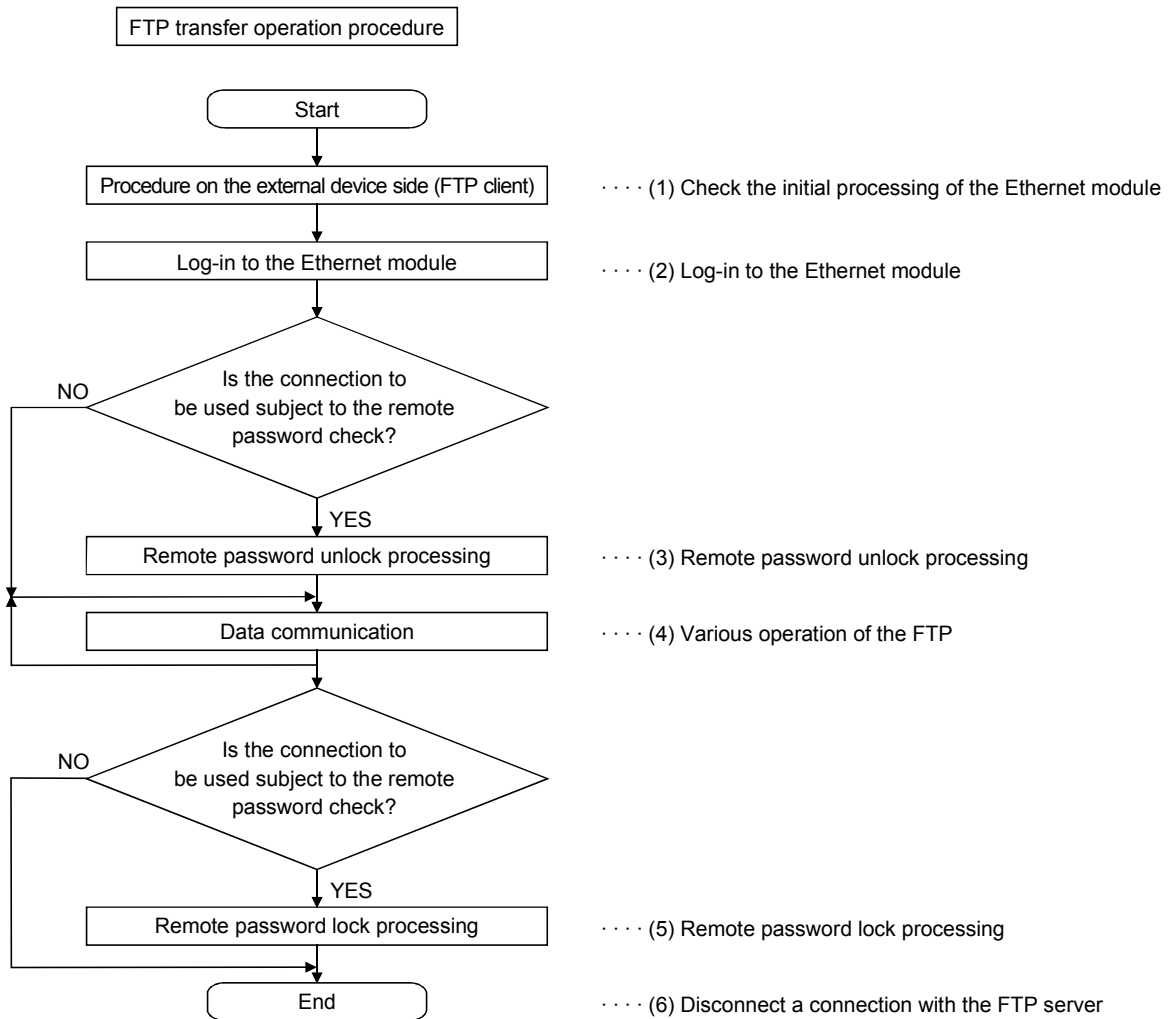 FTP transfer operation procedure
Start
Procedure on the external device side (FTP client)
· · · · (1) Check the initial processing of the Ethernet module
Log-in to the Ethernet module
· · · · (2) Log-in to the Ethernet module
NO
Is the connection to
be used subject to the remote
password check?
YES
Remote password unlock processing
· · · · (3) Remote password unlock processing
Data communication
· · · · (4) Various operation of the FTP
NO
Is the connection to
be used subject to the remote
password check?
YES
Remote password lock processing
· · · · (5) Remote password lock processing
End
· · · · (6) Disconnect a connection with the FTP server